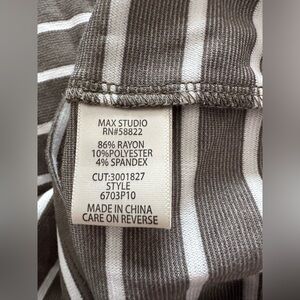 MAX STUDIO
RN#58822
86% RAYON
10%POLYESTER
4% SPANDEX
CUT:3001827
STYLE
6703P10
MADE IN CHINA
CARE ON REVERSE